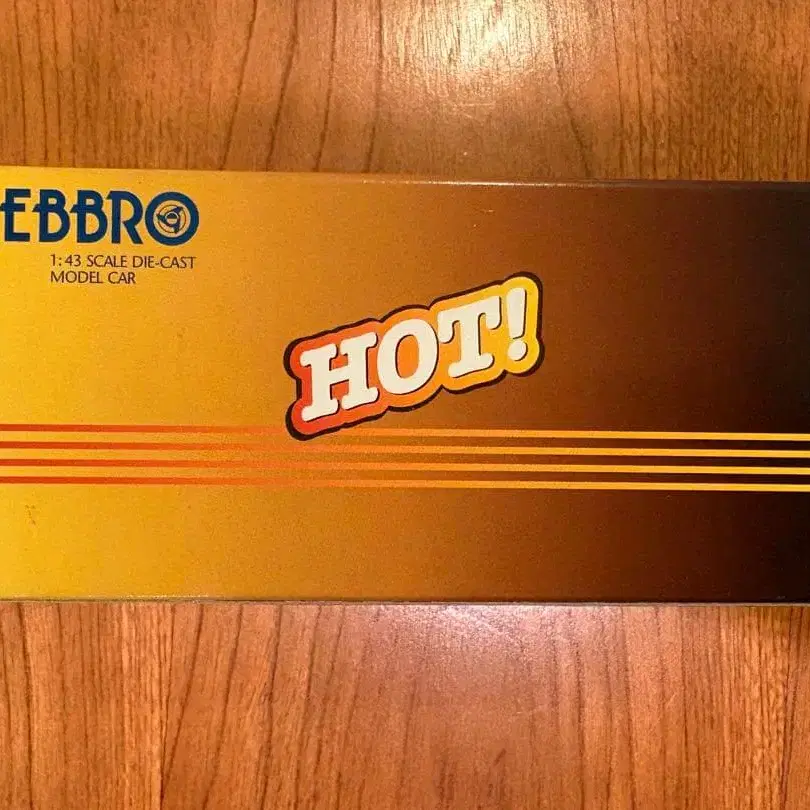 EBBRO
1:43 SCALE DIE-CAST
MODEL CAR
HOT!